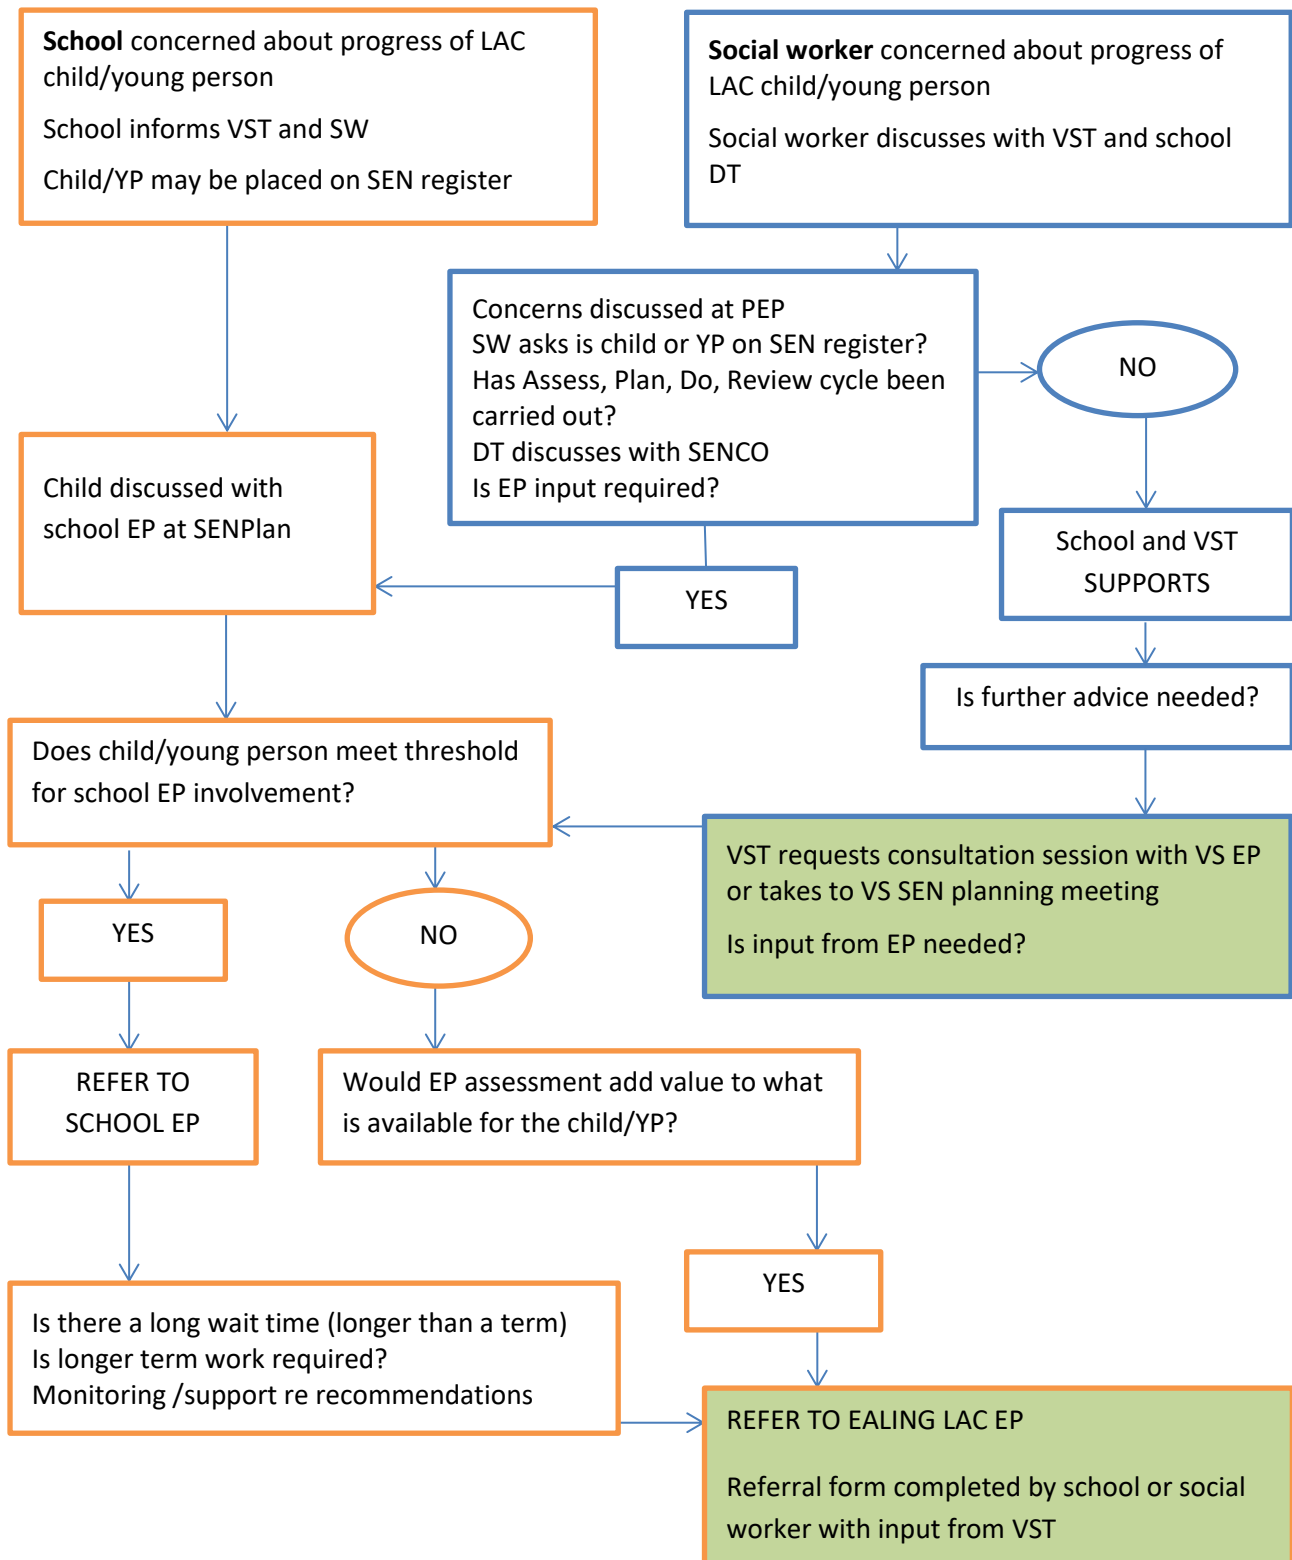 School concerned about progress of LAC
child/young person
School informs VST and SW
Child/YP may be placed on SEN register
Social worker concerned about progress of
LAC child/young person
Social worker discusses with VST and school
DT
Concerns discussed at PEP
SW asks is child or YP on SEN register?
Has Assess, Plan, Do, Review cycle been
carried out?
DT discusses with SENCO
Is EP input required?
NO
Child discussed with
school EP at SENPlan
YES
School and VST
SUPPORTS
Is further advice needed?
Does child/young person meet threshold
for school EP involvement?
VST requests consultation session with VS EP
or takes to VS SEN planning meeting
Is input from EP needed?
YES
NO
REFER TO
SCHOOL EP
Would EP assessment add value to what
is available for the child/YP?
YES
Is there a long wait time (longer than a term)
Is longer term work required?
Monitoring /support re recommendations
REFER TO EALING LAC EP
Referral form completed by school or social
worker with input from VST